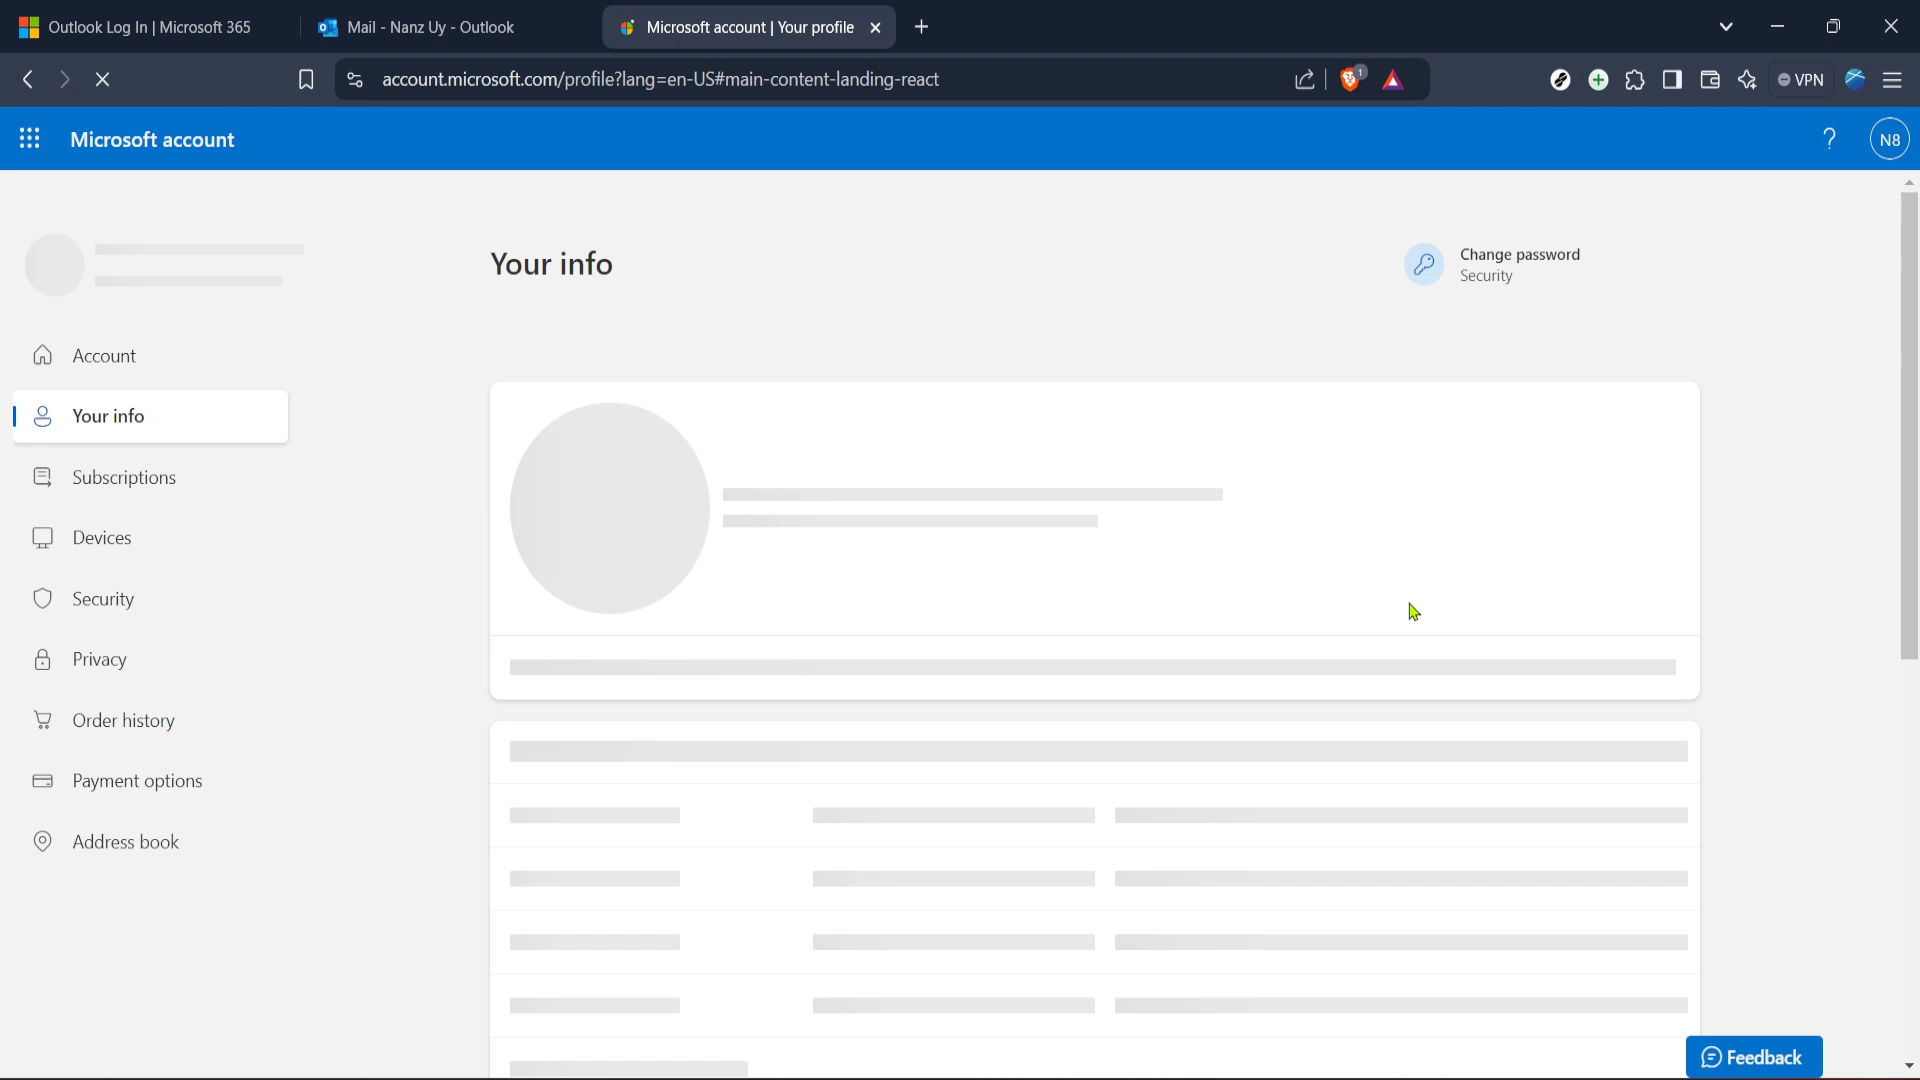 Outlook Log In | Microsoft 365
Mail - Nanz Uy - Outlook
Microsoft account | Your profile
account.microsoft.com/profile?lang=en-US#main-content-landing-react
1
VPN
Microsoft account
?
N8
Your info
Change password
Security
Account
Your info
Subscriptions
Devices
Security
Privacy
Order history
Payment options
Address book
Feedback